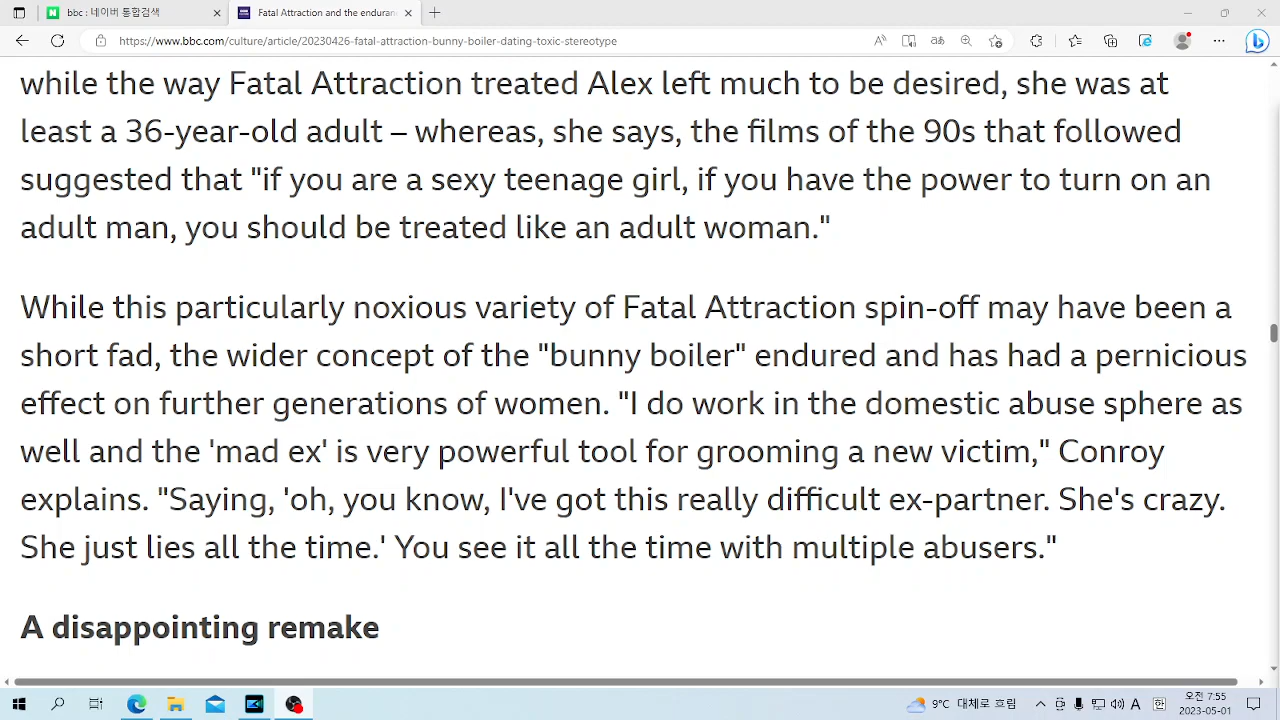 bbc : 네이버 통합검색
Fatal Attraction and the enduran
https://www.bbc.com/culture/article/20230426-fatal-attraction-bunny-boiler-dating-toxic-stereotype
while the way Fatal Attraction treated Alex left much to be desired, she was at
least a 36-year-old adult – whereas, she says, the films of the 90s that followed
suggested that "if you are a sexy teenage girl, if you have the power to turn on an
adult man, you should be treated like an adult woman."
While this particularly noxious variety of Fatal Attraction spin-off may have been a
short fad, the wider concept of the "bunny boiler" endured and has had a pernicious
effect on further generations of women. "I do work in the domestic abuse sphere as
well and the 'mad ex' is very powerful tool for grooming a new victim," Conroy
explains. "Saying, 'oh, you know, I've got this really difficult ex-partner. She's crazy.
She just lies all the time.' You see it all the time with multiple abusers."
A disappointing remake
9°C 대체로 흐림
A
한
오전 7:55
2023-05-01